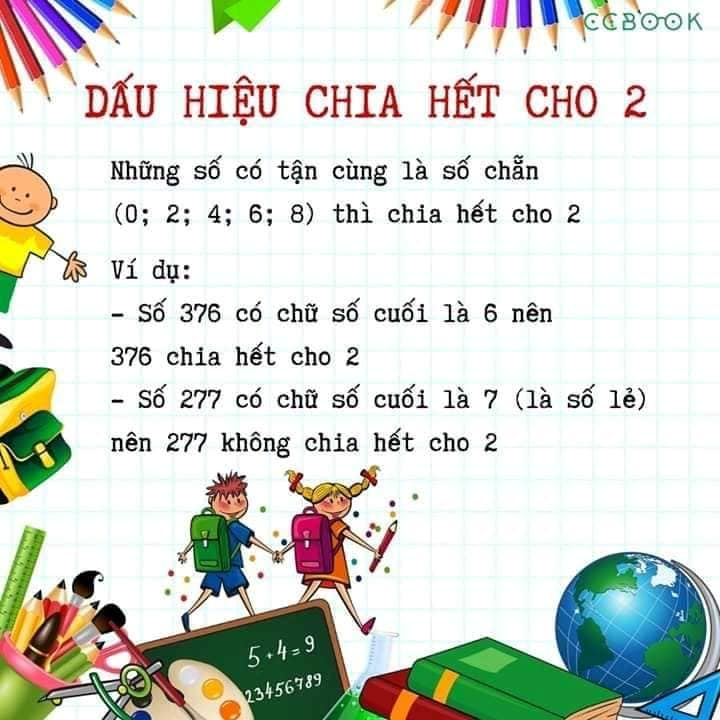 CCBOOK
DẤU HIỆU CHIA HẾT CHO 2
Những số có tận cùng là số chẵn
(0; 2; 4; 6; 8) thì chia hết cho 2
Ví dụ:
- Số 376 có chữ số cuối là 6 nên
376 chia hết cho 2
- Số 277 có chữ số cuối là 7 (là số lẻ)
nên 277 không chia hết cho 2
5+4=9
23456789